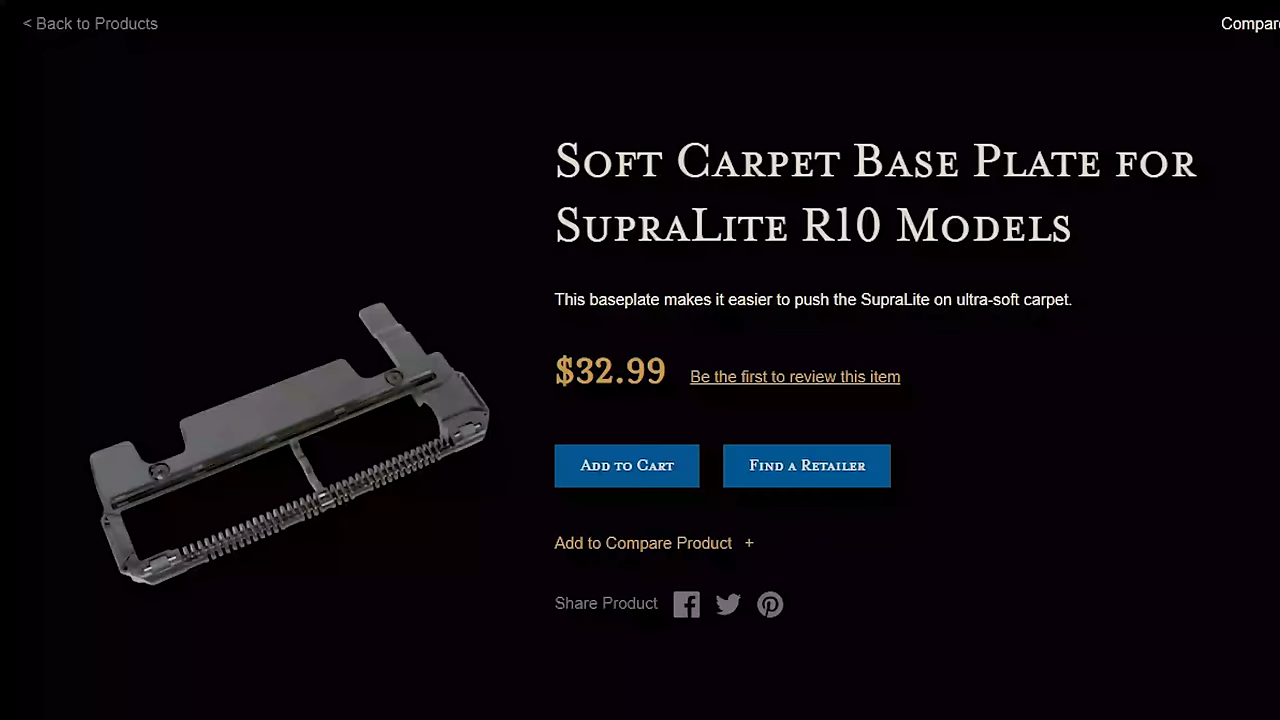 < Back to Products
Compare
Soft Carpet Base Plate for
SupraLite R10 Models
This baseplate makes it easier to push the SupraLite on ultra-soft carpet.
$32.99 Be the first to review this item
Add to Cart Find a Retailer
Add to Compare Product +
Share Product